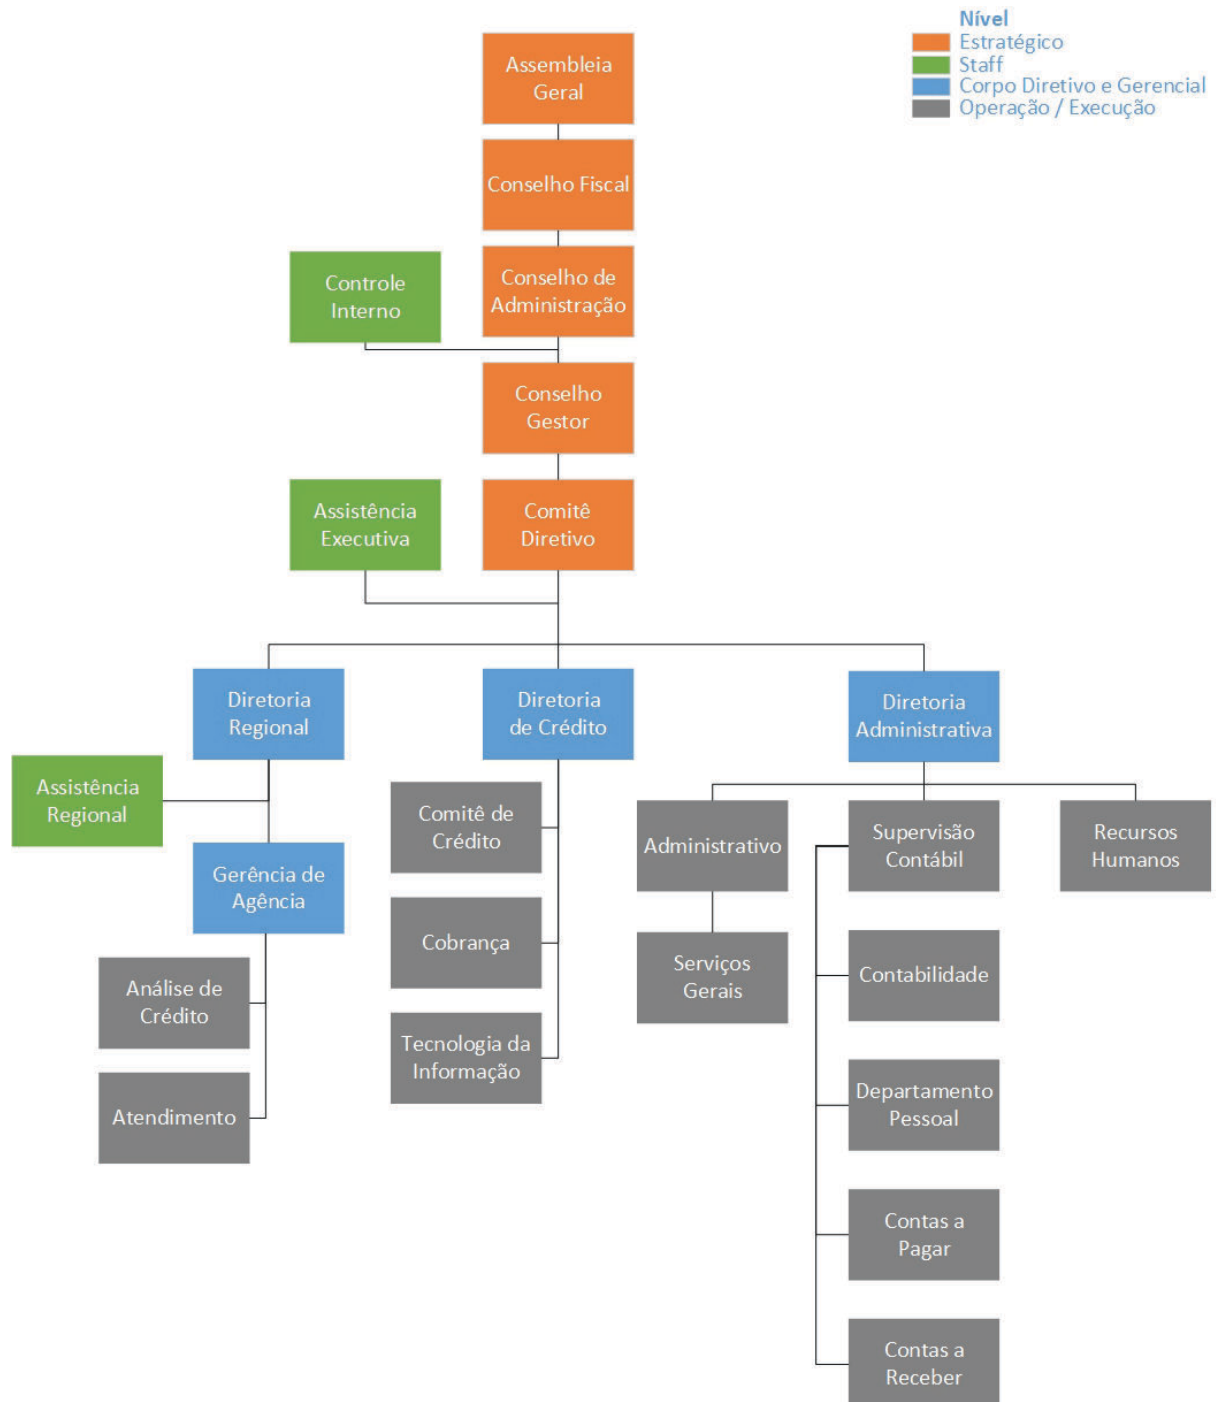 Nível
Estratégico
Staff
Corpo Diretivo e Gerencial
Operação / Execução
Assembleia
Geral
Conselho Fiscal
Controle
Interno
Conselho de
Administração
Conselho
Gestor
Assistência
Executiva
Comitê
Diretivo
Diretoria
Regional
Diretoria
de Crédito
Diretoria
Administrativa
Assistência
Regional
Gerência de
Agência
Análise de
Crédito
Atendimento
Comitê de
Crédito
Cobrança
Tecnologia da
Informação
Administrativo
Serviços
Gerais
Supervisão
Contábil
Contabilidade
Departamento
Pessoal
Contas a
Pagar
Contas a
Receber
Recursos
Humanos